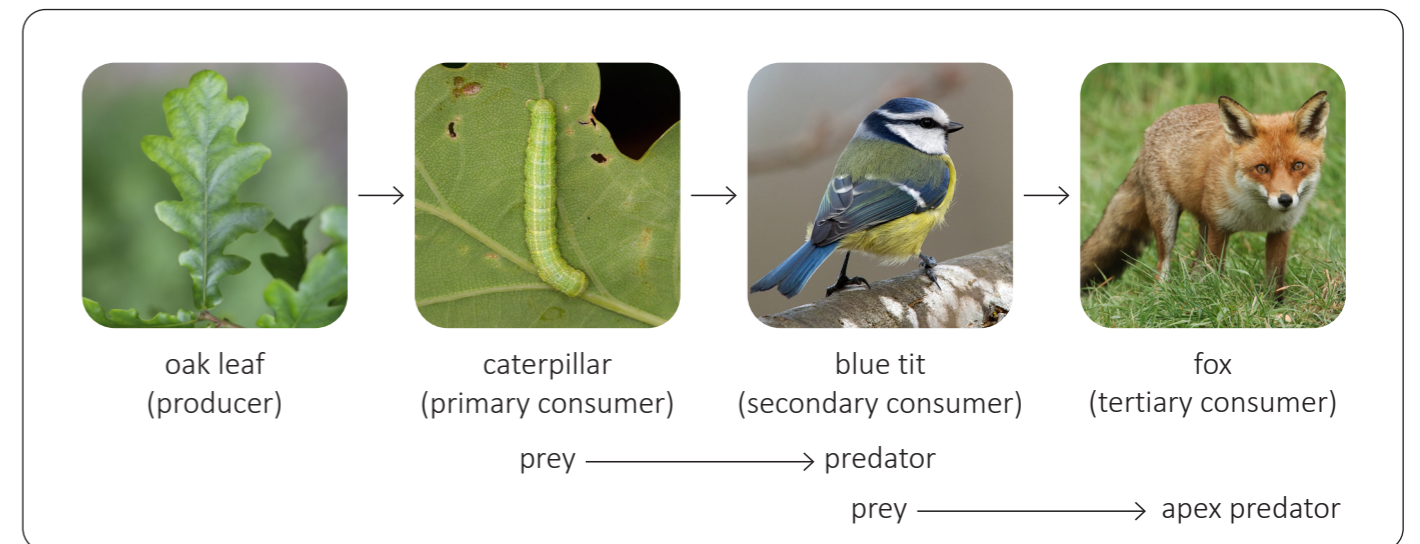 oak leaf
(producer)
caterpillar
(primary consumer)
blue tit
(secondary consumer)
fox
(tertiary consumer)
prey predator
prey apex predator